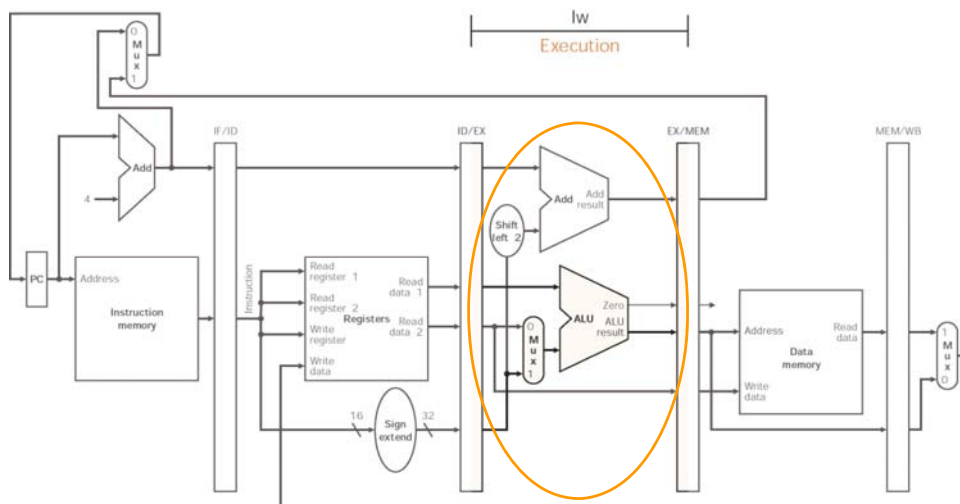 lw
Execution
0
M
u
x
1
IF/ID
ID/EX
EX/MEM
MEM/WB
Add
4
Add
Add
result
Shift
left 2
PC
Address
Instruction
memory
Instruction
Read
register 1
Read
register 2
Write
register
Write
data
Registers
Read
data 1
Read
data 2
0
M
u
x
1
Zero
ALU
ALU
result
Address
Write
data
Data
memory
Read
data
1
M
u
x
0
16
Sign
extend
32